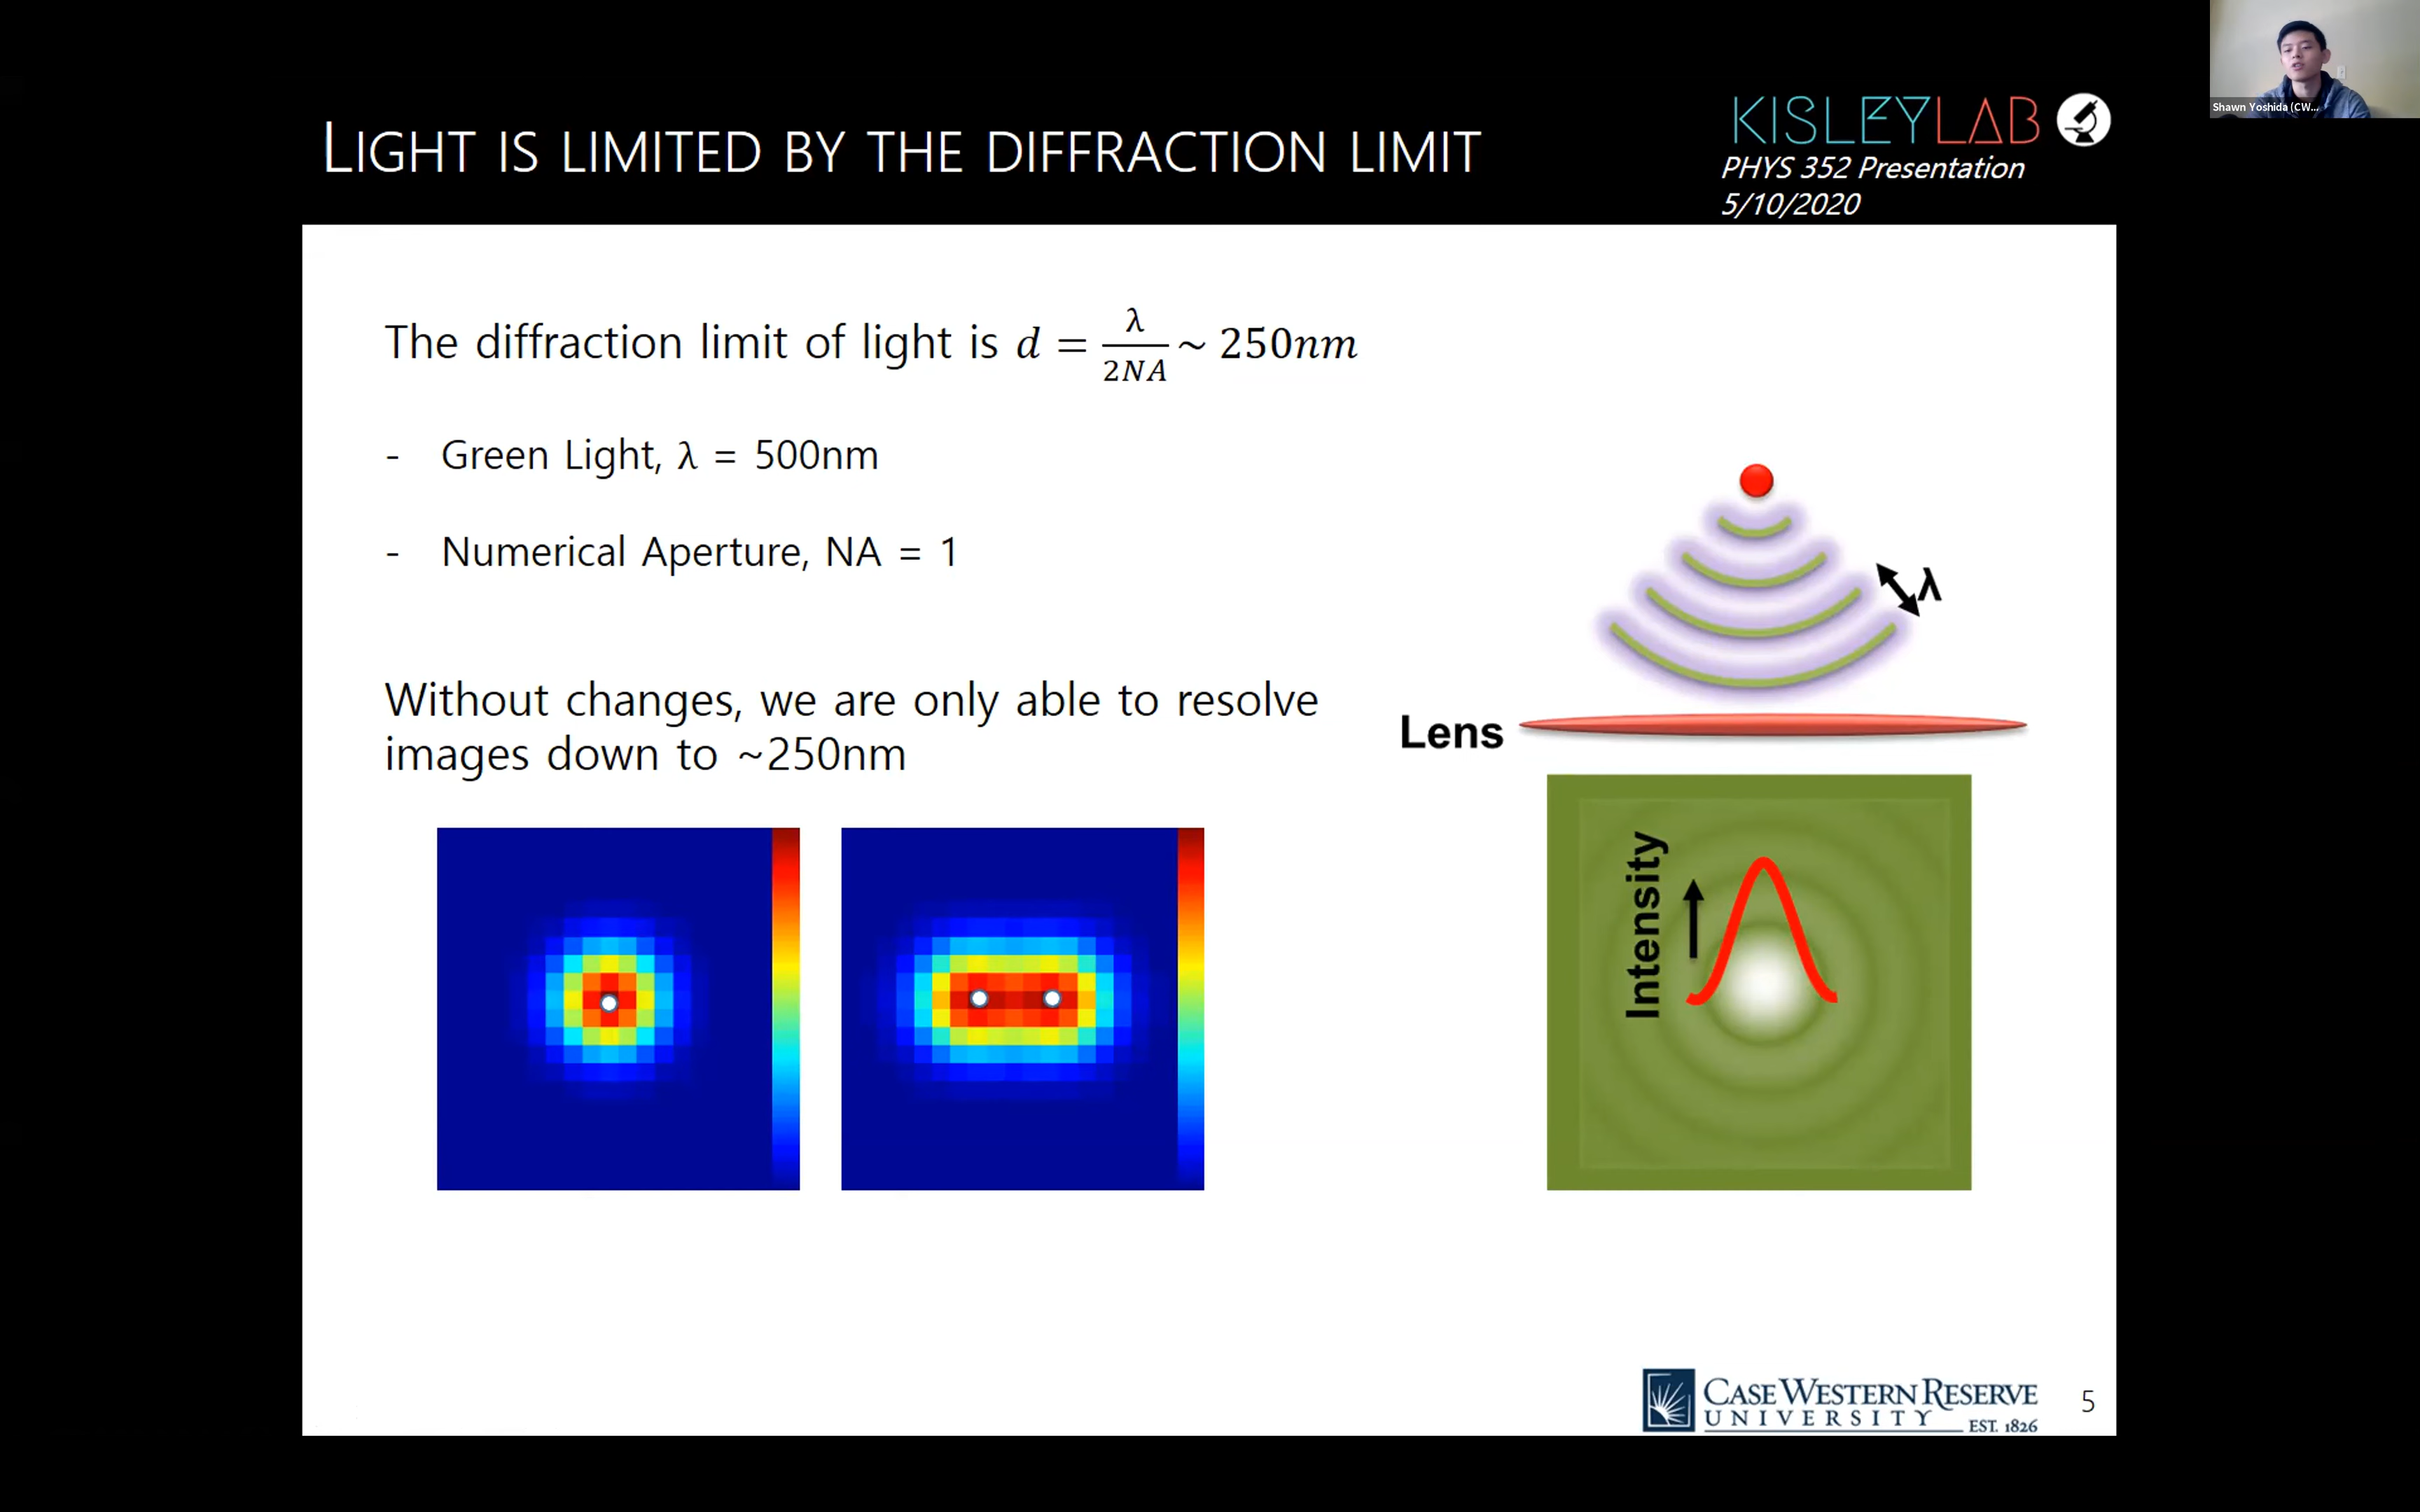 LIGHT IS LIMITED BY THE DIFFRACTION LIMIT
KISLEYLAB
PHYS 352 Presentation
5/10/2020
Shawn Yoshida (CW...
The diffraction limit of light is d = λ/2NA ~ 250nm
- Green Light, λ = 500nm
- Numerical Aperture, NA = 1
Without changes, we are only able to resolve
images down to ~250nm
λ
Lens
Intensity
CASE WESTERN RESERVE
UNIVERSITY
EST. 1826
5